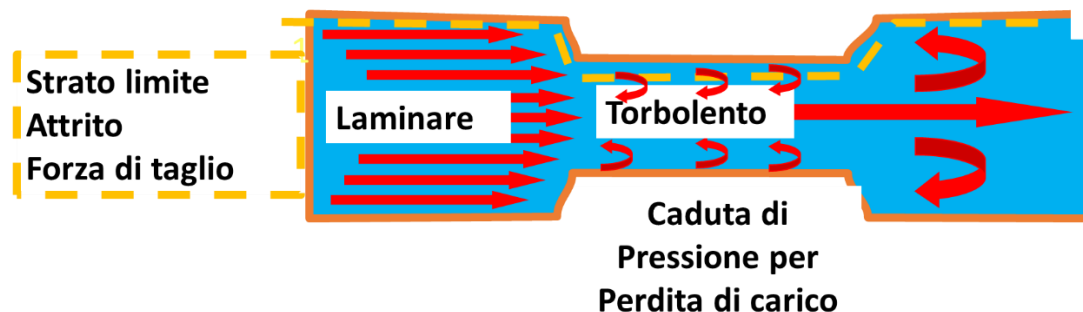 Strato limite
Attrito
Forza di taglio
Laminare
Torbolento
Caduta di
Pressione per
Perdita di carico